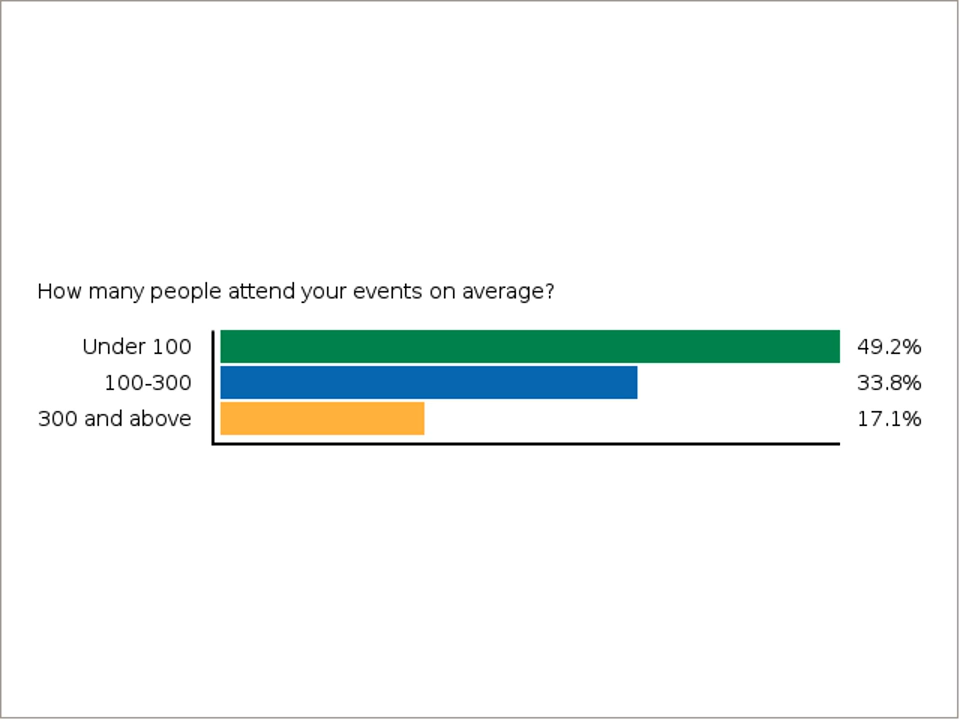 How many people attend your events on average?
Under 100 49.2%
100-300 33.8%
300 and above 17.1%